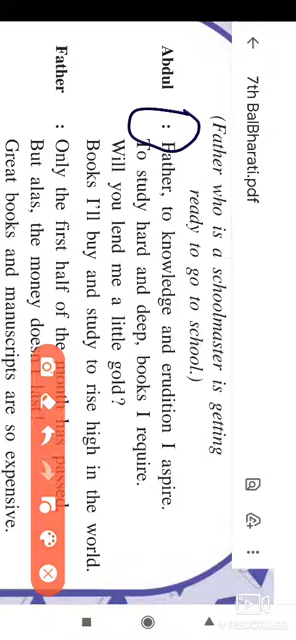 7th BalBharati.pdf
(Father who is a schoolmaster is getting
ready to go to school.)
Abdul : Father, to knowledge and erudition I aspire.
To study hard and deep, books I require.
Will you lend me a little gold?
Books I'll buy and study to rise high in the world.
Father : Only the first half of the month has passed,
But alas, the money doesn't last!
Great books and manuscripts are so expensive.
RECORDER